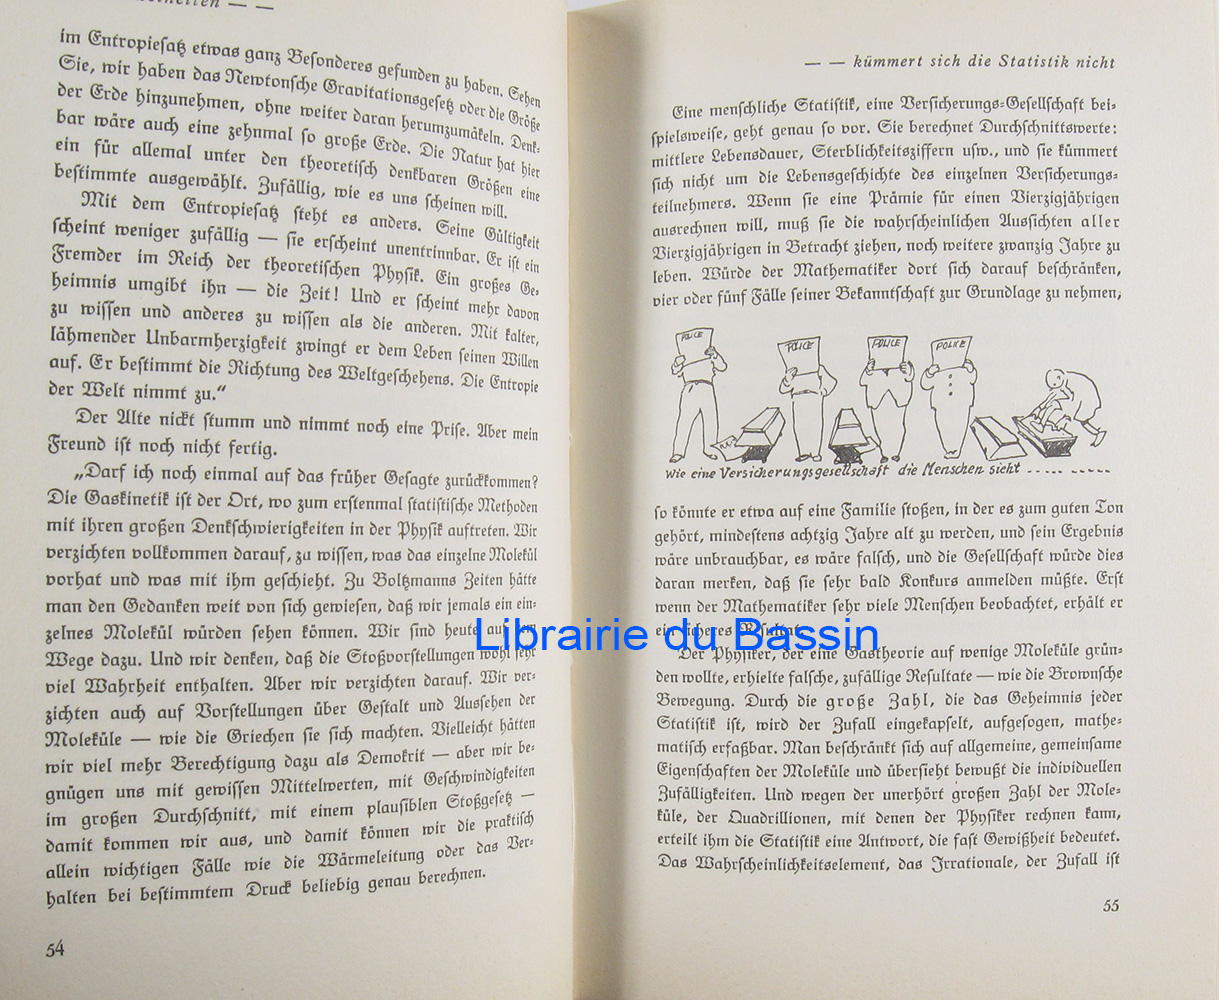 — —
im Entropiesatz etwas ganz Besonderes gefunden zu haben. Sehen
Sie, wir haben das Newtonsche Gravitationsgesetz oder die Größe
der Erde hinzunehmen, ohne weiter daran herumzumäkeln. Denk-
bar wäre auch eine zehnmal so große Erde. Die Natur hat hier
ein für allemal unter den theoretisch denkbaren Größen eine
bestimmte ausgewählt. Zufällig, wie es uns scheinen will.
Mit dem Entropiesatz steht es anders. Seine Gültigkeit
scheint weniger zufällig — sie erscheint unentrinnbar. Er ist ein
Fremder im Reich der theoretischen Physik. Ein großes Ge-
heimnis umgibt ihn — die Zeit! Und er scheint mehr davon
zu wissen und anderes zu wissen als die anderen. Mit kalter,
lähmender Unbarmherzigkeit zwingt er dem Leben seinen Willen
auf. Er bestimmt die Richtung des Weltgeschehens. Die Entropie
der Welt nimmt zu.“
Der Alte nickt stumm und nimmt noch eine Prise. Aber mein
Freund ist noch nicht fertig.
„Darf ich noch einmal auf das früher Gesagte zurückkommen?
Die Gaskinetik ist der Ort, wo zum erstenmal statistische Methoden
mit ihren großen Denkschwierigkeiten in der Physik auftreten. Wir
verzichten vollkommen darauf, zu wissen, was das einzelne Molekül
vorhat und was mit ihm geschieht. Zu Boltzmanns Zeiten hätte
man den Gedanken weit von sich gewiesen, daß wir jemals ein ein-
zelnes Molekül würden sehen können. Wir sind heute auf dem
Wege dazu. Und wir denken, daß die Stoßvorstellungen wohl sehr
viel Wahrheit enthalten. Aber wir verzichten darauf. Wir ver-
zichten auch auf Vorstellungen über Gestalt und Aussehen der
Moleküle — wie die Griechen sie sich machten. Vielleicht hätten
wir viel mehr Berechtigung dazu als Demokrit — aber wir be-
gnügen uns mit gewissen Mittelwerten, mit Geschwindigkeiten
im großen Durchschnitt, mit einem plausiblen Stoßgesetz —
damit kommen wir aus, und damit können wir die praktisch
allein wichtigen Fälle wie die Wärmeleitung oder das Ver-
halten bei bestimmtem Druck beliebig genau berechnen.
54
— — kümmert sich die Statistik nicht
Eine menschliche Statistik, eine Versicherungs-Gesellschaft bei-
spielsweise, geht genau so vor. Sie berechnet Durchschnittswerte:
mittlere Lebensdauer, Sterblichkeitsziffern usw., und sie kümmert
sich nicht um die Lebensgeschichte des einzelnen Versicherungs-
teilnehmers. Wenn sie eine Prämie für einen Vierzigjährigen
ausrechnen will, muß sie die wahrscheinlichen Aussichten aller
Vierzigjährigen in Betracht ziehen, noch weitere zwanzig Jahre zu
leben. Würde der Mathematiker dort sich darauf beschränken,
vier oder fünf Fälle seiner Bekanntschaft zur Grundlage zu nehmen,
POLICE POLICE POLICE POLICE
Wie eine Versicherungsgesellschaft die Menschen sieht
so könnte er etwa auf eine Familie stoßen, in der es zum guten Ton
gehört, mindestens achtzig Jahre alt zu werden, und sein Ergebnis
wäre unbrauchbar, es wäre falsch, und die Gesellschaft würde dies
daran merken, daß sie sehr bald Konkurs anmelden müßte. Erst
wenn der Mathematiker sehr viele Menschen beobachtet, erhält er
ein sicheres Resultat.
Librairie du Bassin
Der Physiker, der eine Gastheorie auf wenige Moleküle grün-
den wollte, erhielte falsche, zufällige Resultate — wie die Brownsche
Bewegung. Durch die große Zahl, die das Geheimnis jeder
Statistik ist, wird der Zufall eingekapselt, aufgesogen, mathe-
matisch erfaßbar. Man beschränkt sich auf allgemeine, gemeinsame
Eigenschaften der Moleküle und übersieht bewußt die individuellen
Zufälligkeiten. Und wegen der unerhört großen Zahl der Mole-
küle, der Quadrillionen, mit denen der Physiker rechnen kann,
erteilt ihm die Statistik eine Antwort, die fast Gewißheit bedeutet.
Das Wahrscheinlichkeitselement, das Irrationale, der Zufall ist
55